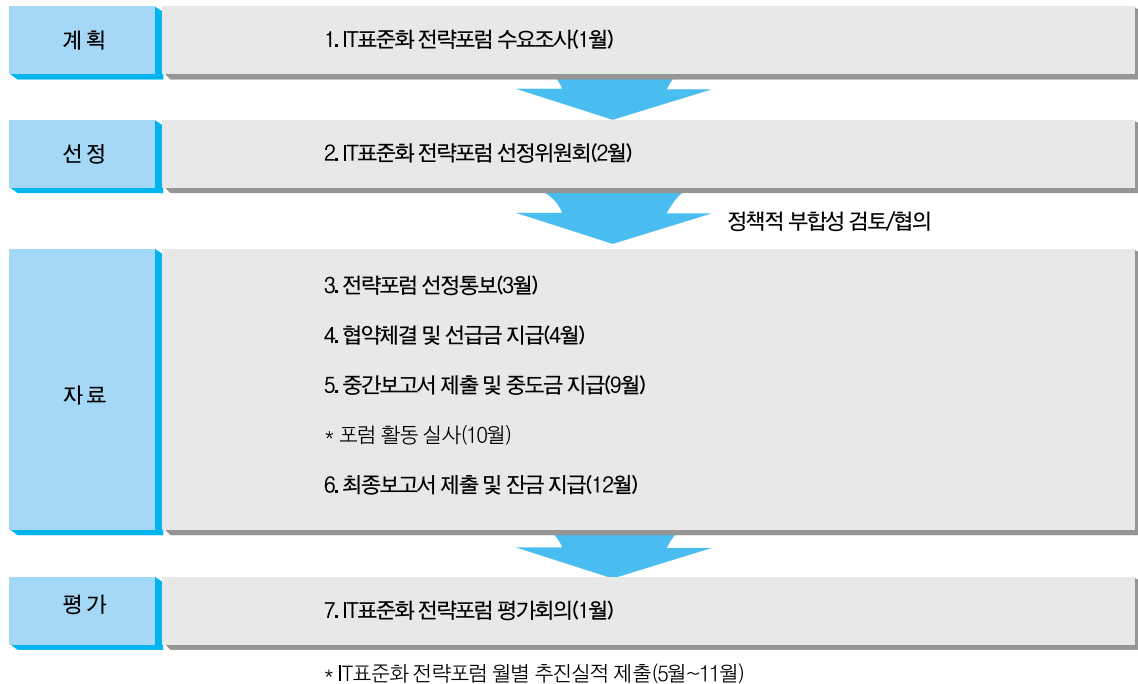 계 획
1. IT표준화 전략포럼 수요조사(1월)
선 정
2. IT표준화 전략포럼 선정위원회(2월)
정책적 부합성 검토/협의
자 료
3. 전략포럼 선정통보(3월)
4. 협약체결 및 선급금 지급(4월)
5. 중간보고서 제출 및 중도금 지급(9월)
* 포럼 활동 실사(10월)
6. 최종보고서 제출 및 잔금 지급(12월)
평 가
7. IT표준화 전략포럼 평가회의(1월)
* IT표준화 전략포럼 월별 추진실적 제출(5월~11월)